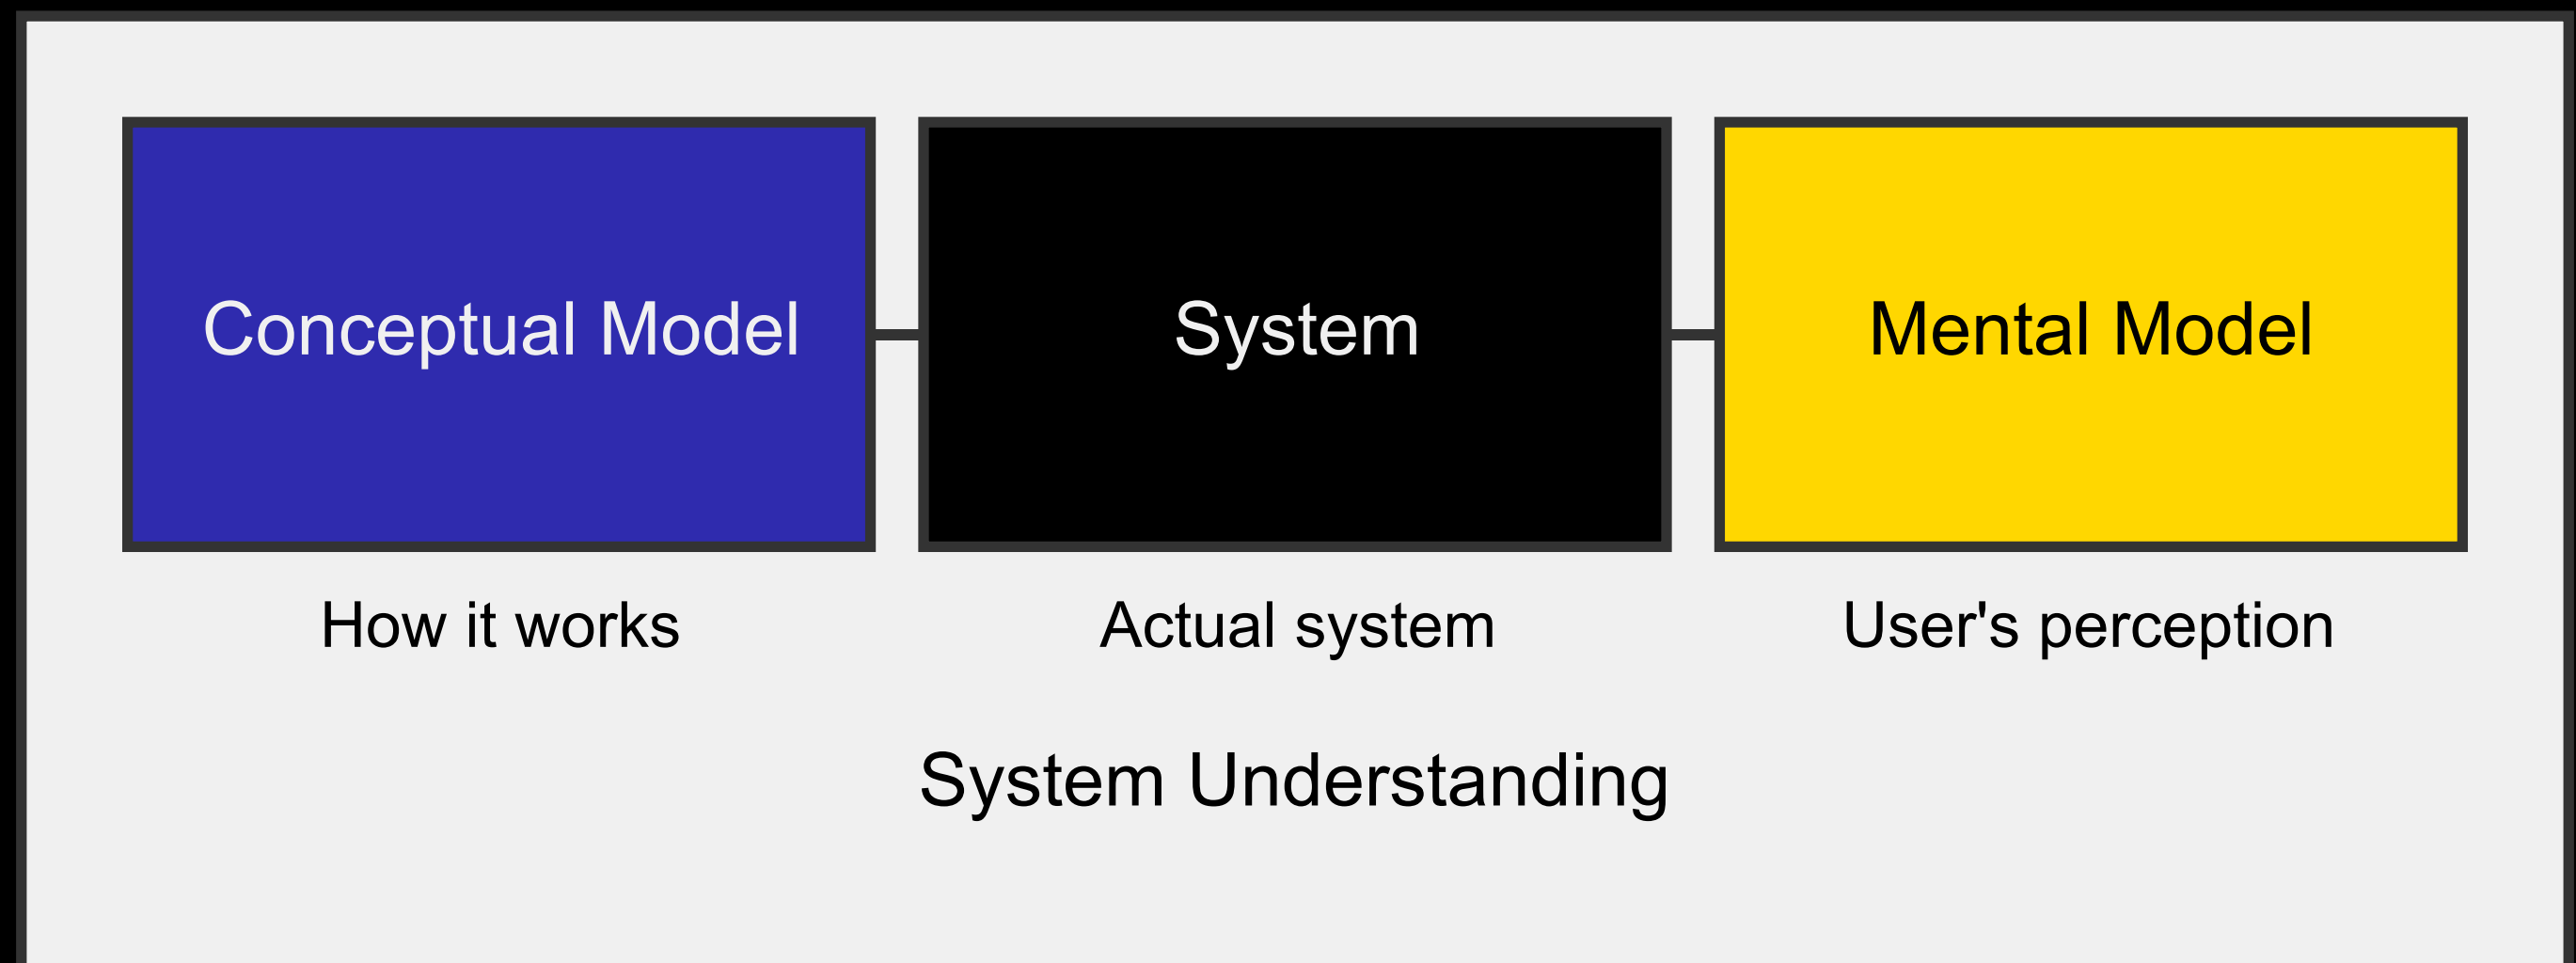 Conceptual Model
System
Mental Model
How it works
Actual system
User's perception
System Understanding